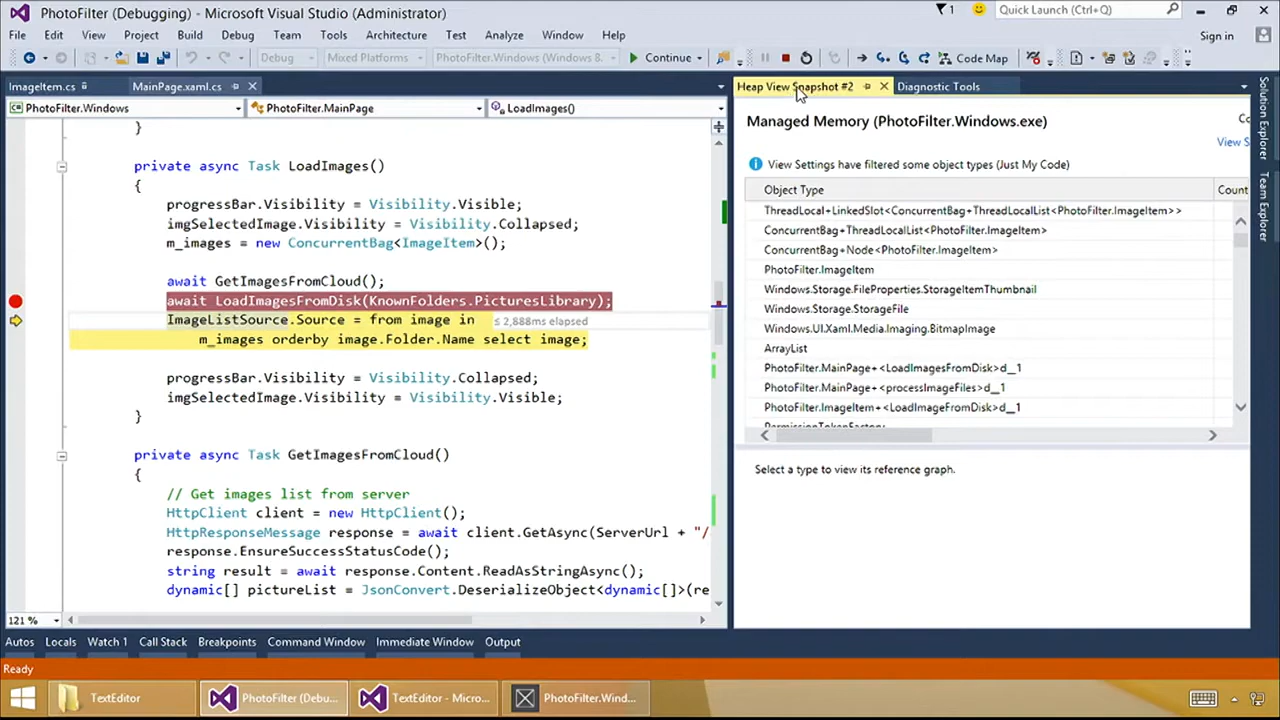 PhotoFilter (Debugging) - Microsoft Visual Studio (Administrator)
1
Quick Launch (Ctrl+Q)
File Edit View Project Build Debug Team Tools Architecture Test Analyze Window Help
Sign in
Debug Mixed Platforms PhotoFilter.Windows (Windows 8. Continue Code Map
ImageItem.cs MainPage.xaml.cs
Heap View Snapshot #2 Diagnostic Tools
PhotoFilter.Windows PhotoFilter.MainPage LoadImages()
}
private async Task LoadImages()
{
progressBar.Visibility = Visibility.Visible;
imgSelectedImage.Visibility = Visibility.Collapsed;
m_images = new ConcurrentBag<ImageItem>();
await GetImagesFromCloud();
await LoadImagesFromDisk(KnownFolders.PicturesLibrary);
ImageListSource.Source = from image in ≤ 2,888ms elapsed
m_images orderby image.Folder.Name select image;
progressBar.Visibility = Visibility.Collapsed;
imgSelectedImage.Visibility = Visibility.Visible;
}
private async Task GetImagesFromCloud()
{
// Get images list from server
HttpClient client = new HttpClient();
HttpResponseMessage response = await client.GetAsync(ServerUrl + "/
response.EnsureSuccessStatusCode();
string result = await response.Content.ReadAsStringAsync();
dynamic[] pictureList = JsonConvert.DeserializeObject<dynamic[]>(re
121 %
Managed Memory (PhotoFilter.Windows.exe)
Co
View S
View Settings have filtered some object types (Just My Code)
Object Type Count
ThreadLocal+LinkedSlot<ConcurrentBag+ThreadLocalList<PhotoFilter.ImageItem>>
ConcurrentBag+ThreadLocalList<PhotoFilter.ImageItem>
ConcurrentBag+Node<PhotoFilter.ImageItem>
PhotoFilter.ImageItem
Windows.Storage.FileProperties.StorageItemThumbnail
Windows.Storage.StorageFile
Windows.UI.Xaml.Media.Imaging.BitmapImage
ArrayList
PhotoFilter.MainPage+<LoadImagesFromDisk>d__1
PhotoFilter.MainPage+<processImageFiles>d__1
PhotoFilter.ImageItem+<LoadImageFromDisk>d__1
PermissionTokenFactory
Select a type to view its reference graph.
Solution Explorer
Team Explorer
Autos Locals Watch 1 Call Stack Breakpoints Command Window Immediate Window Output
Ready
TextEditor PhotoFilter (Debu... TextEditor - Micro... PhotoFilter.Wind...